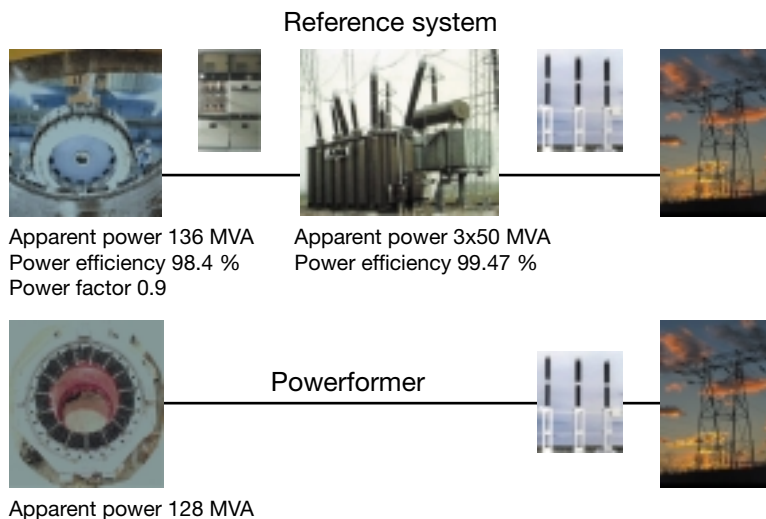 Reference system
Apparent power 136 MVA
Power efficiency 98.4 %
Power factor 0.9
Apparent power 3x50 MVA
Power efficiency 99.47 %
Powerformer
Apparent power 128 MVA